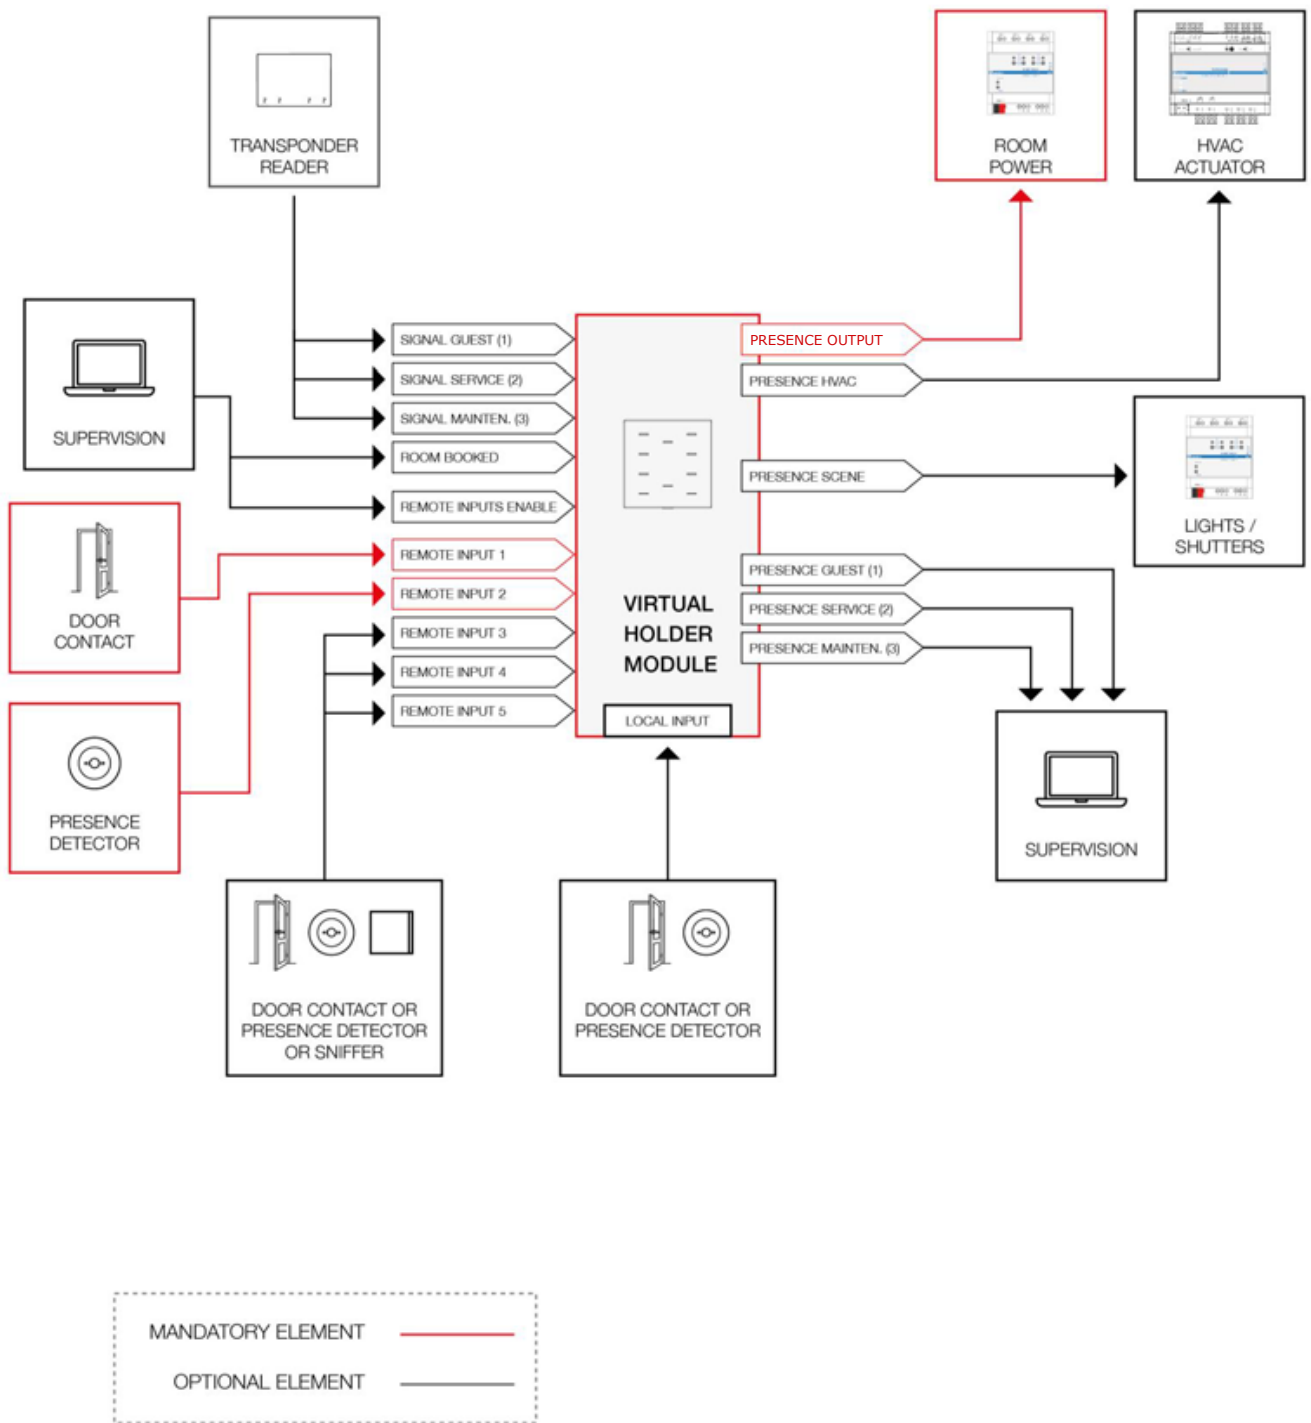 TRANSPONDER
READER
ROOM
POWER
HVAC
ACTUATOR
SUPERVISION
SIGNAL GUEST (1)
SIGNAL SERVICE (2)
SIGNAL MAINTEN. (3)
ROOM BOOKED
REMOTE INPUTS ENABLE
REMOTE INPUT 1
REMOTE INPUT 2
REMOTE INPUT 3
REMOTE INPUT 4
REMOTE INPUT 5
DOOR
CONTACT
PRESENCE
DETECTOR
VIRTUAL
HOLDER
MODULE
LOCAL INPUT
PRESENCE OUTPUT
PRESENCE HVAC
PRESENCE SCENE
PRESENCE GUEST (1)
PRESENCE SERVICE (2)
PRESENCE MAINTEN. (3)
LIGHTS /
SHUTTERS
SUPERVISION
DOOR CONTACT OR
PRESENCE DETECTOR
OR SNIFFER
DOOR CONTACT OR
PRESENCE DETECTOR
MANDATORY ELEMENT
OPTIONAL ELEMENT